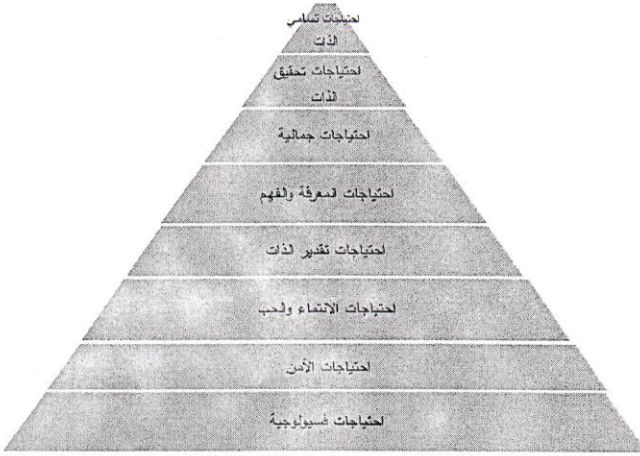 احتياجات تسامي
الذات
احتياجات تحقيق
الذات
احتياجات جمالية
احتياجات المعرفة والفهم
احتياجات تقدير الذات
احتياجات الانتماء والحب
احتياجات الأمن
احتياجات فسيولوجية